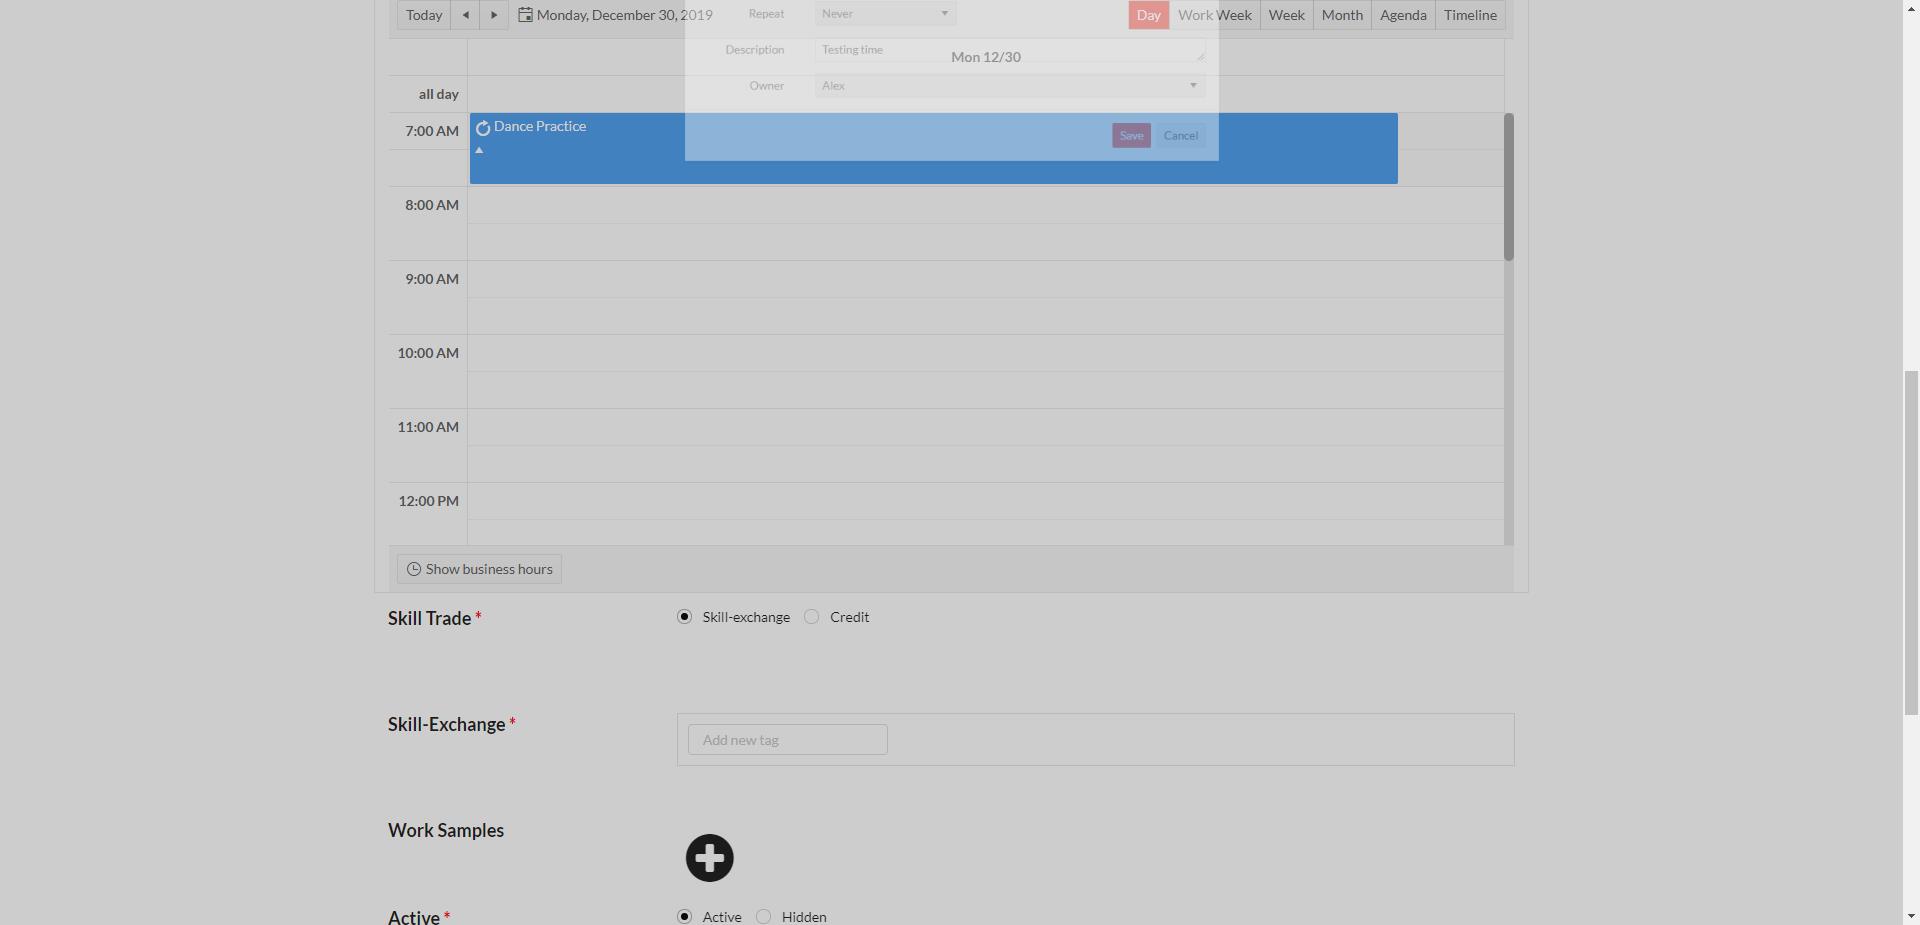 Today Monday, December 30, 2019 Repeat Never Day Work Week Week Month Agenda Timeline
Description Testing time
Mon 12/30
all day Owner Alex
7:00 AM Dance Practice Save Cancel
8:00 AM
9:00 AM
10:00 AM
11:00 AM
12:00 PM
Show business hours
Skill Trade * Skill-exchange Credit
Skill-Exchange * Add new tag
Work Samples
Active * Active Hidden